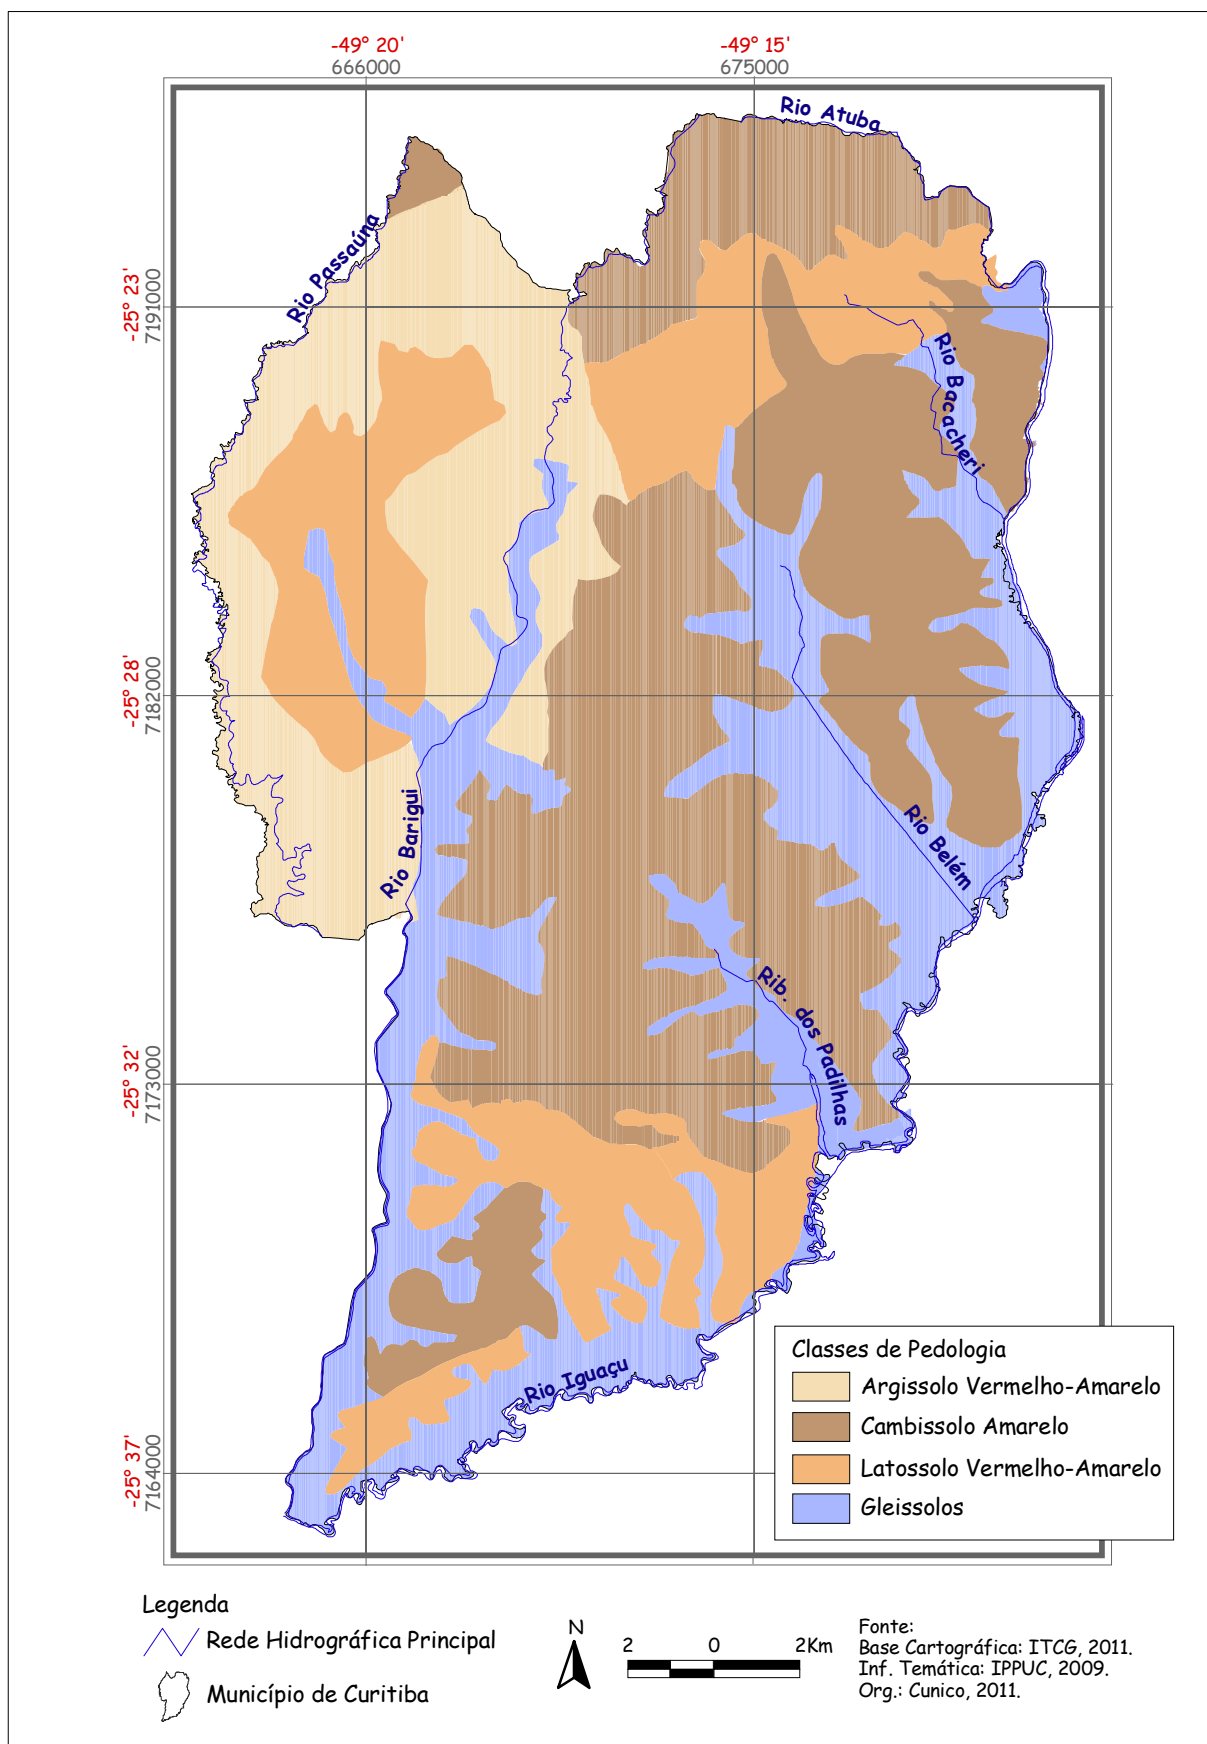 -49° 20'
-49° 15'
666000
675000
Rio Atuba
Rio Passaúna
-25° 23'
7191000
Rio Bacacheri
-25° 28'
7182000
Rio Barigui
Rio Belém
Rib. dos Padilhas
-25° 32'
7173000
Rio Iguaçu
-25° 37'
7164000
Classes de Pedologia
Argissolo Vermelho-Amarelo
Cambissolo Amarelo
Latossolo Vermelho-Amarelo
Gleissolos
Legenda
Rede Hidrográfica Principal
Município de Curitiba
N
2 0 2Km
Fonte:
Base Cartográfica: ITCG, 2011.
Inf. Temática: IPPUC, 2009.
Org.: Cunico, 2011.